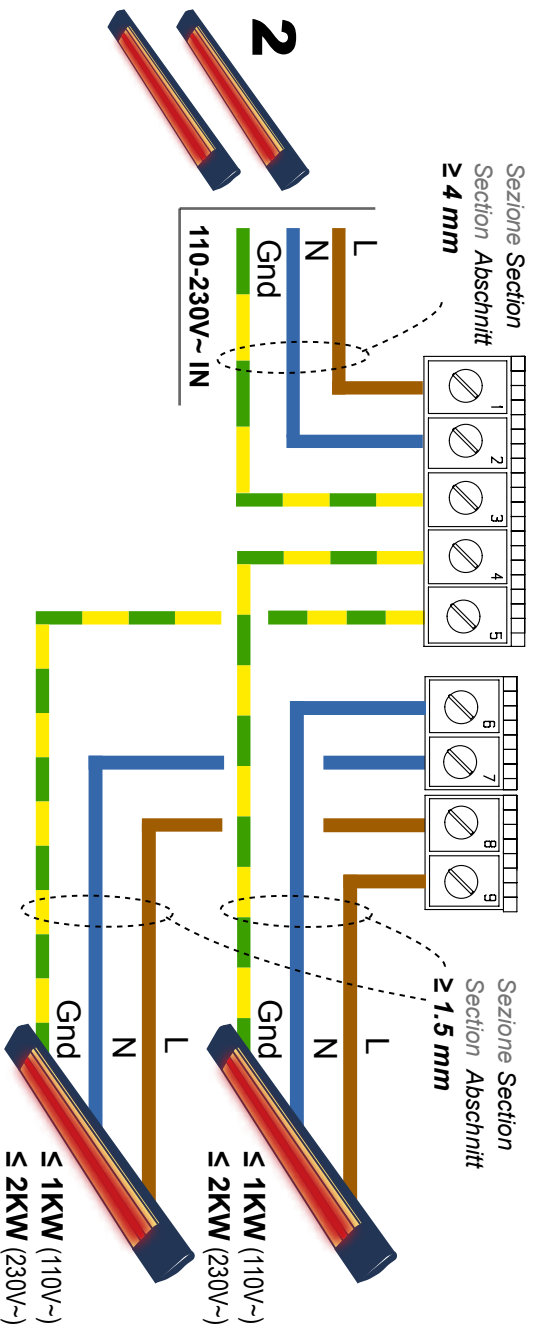 2
Sezione Section
Section Abschnitt
≥ 4 mm
110-230V~ IN
L
N
Gnd
1
2
3
4
5
6
7
8
9
Sezione Section
Section Abschnitt
≥ 1.5 mm
L
N
Gnd
≤ 1KW (110V~)
≤ 2KW (230V~)
L
N
Gnd
≤ 1KW (110V~)
≤ 2KW (230V~)